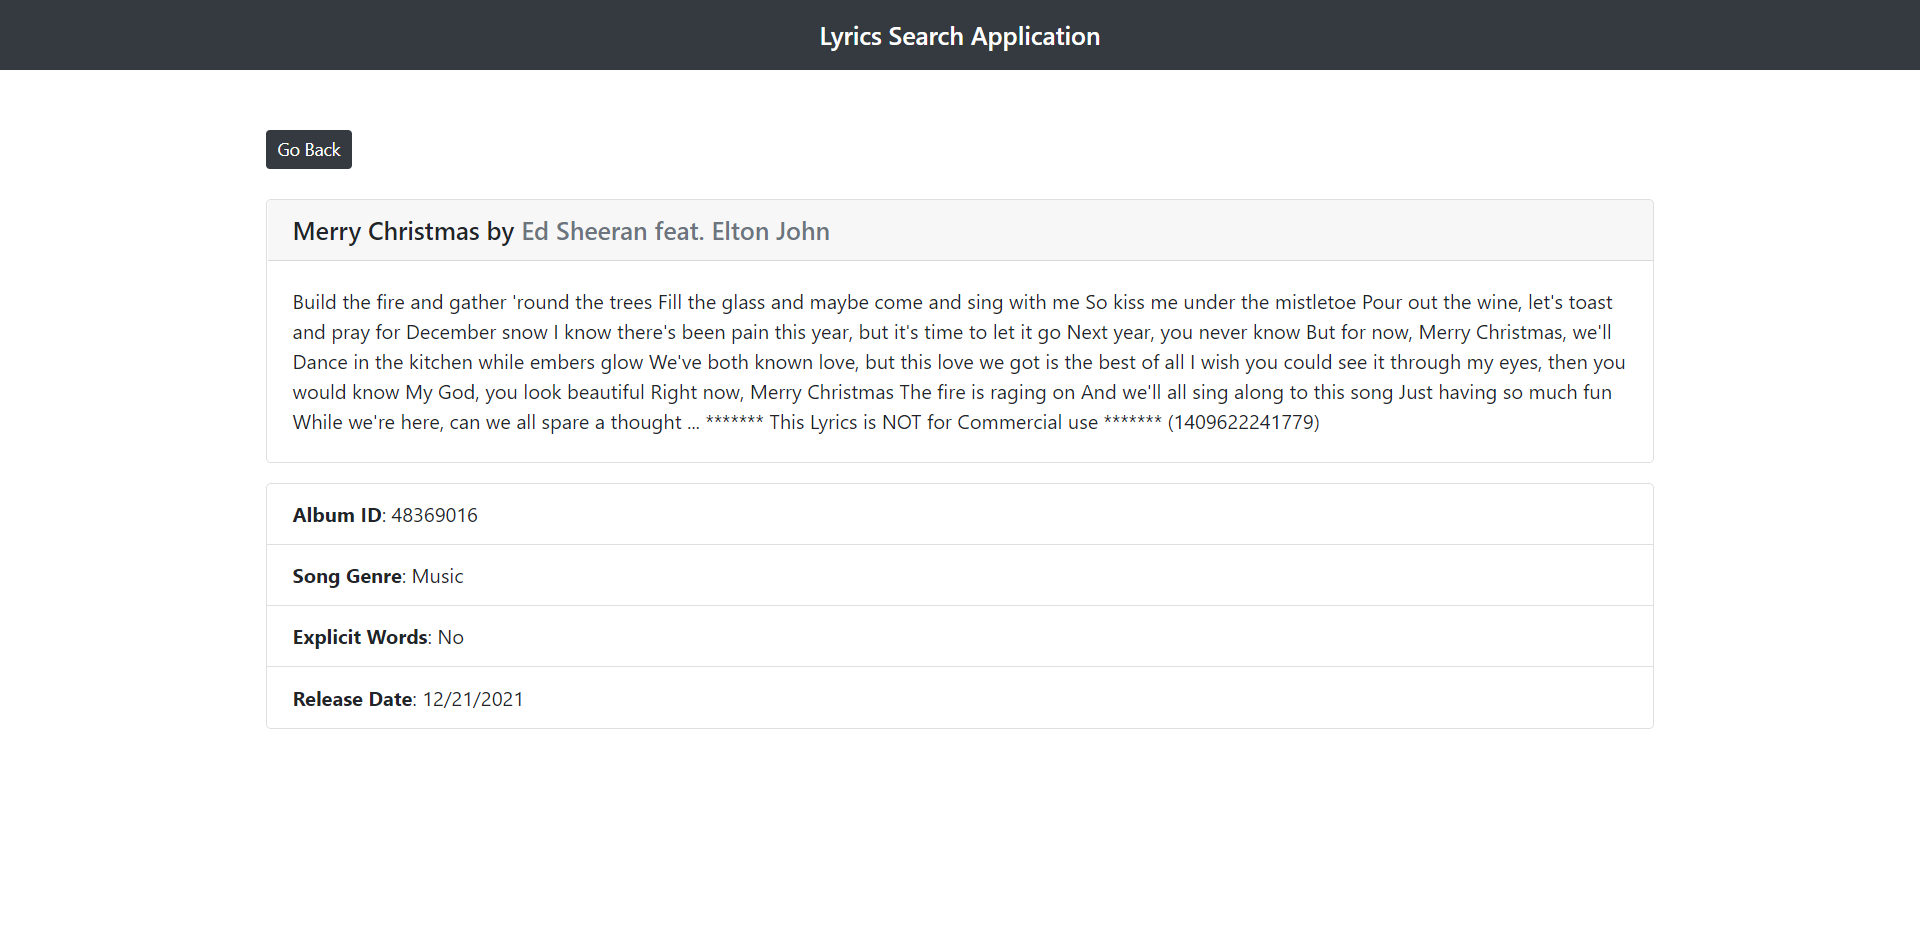 Lyrics Search Application
Go Back
Merry Christmas by Ed Sheeran feat. Elton John
Build the fire and gather 'round the trees Fill the glass and maybe come and sing with me So kiss me under the mistletoe Pour out the wine, let's toast
and pray for December snow I know there's been pain this year, but it's time to let it go Next year, you never know But for now, Merry Christmas, we'll
Dance in the kitchen while embers glow We've both known love, but this love we got is the best of all I wish you could see it through my eyes, then you
would know My God, you look beautiful Right now, Merry Christmas The fire is raging on And we'll all sing along to this song Just having so much fun
While we're here, can we all spare a thought ... ******* This Lyrics is NOT for Commercial use ******* (1409622241779)
Album ID: 48369016
Song Genre: Music
Explicit Words: No
Release Date: 12/21/2021